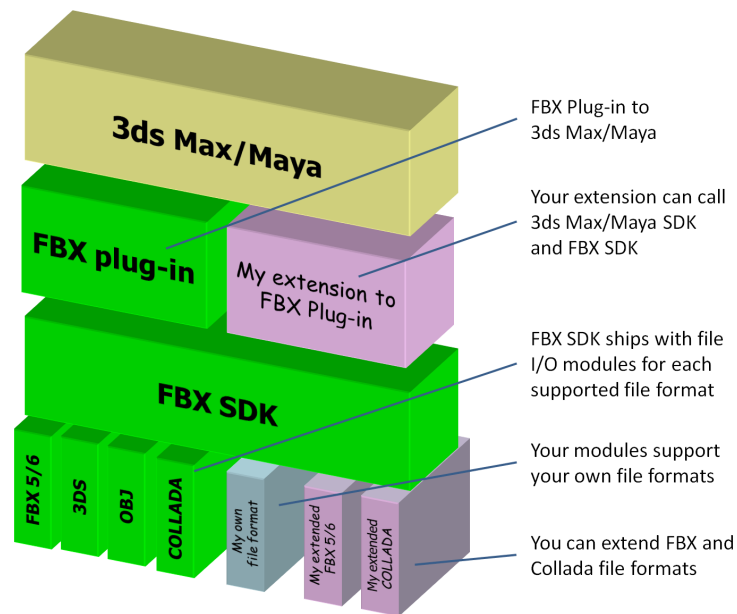 3ds Max/Maya
FBX plug-in
My extension to
FBX Plug-in
FBX SDK
FBX 5/6
3DS
OBJ
COLLADA
My own
file format
My extended
FBX 5/6
My extended
COLLADA
FBX Plug-in to
3ds Max/Maya
Your extension can call
3ds Max/Maya SDK
and FBX SDK
FBX SDK ships with file
I/O modules for each
supported file format
Your modules support
your own file formats
You can extend FBX and
Collada file formats